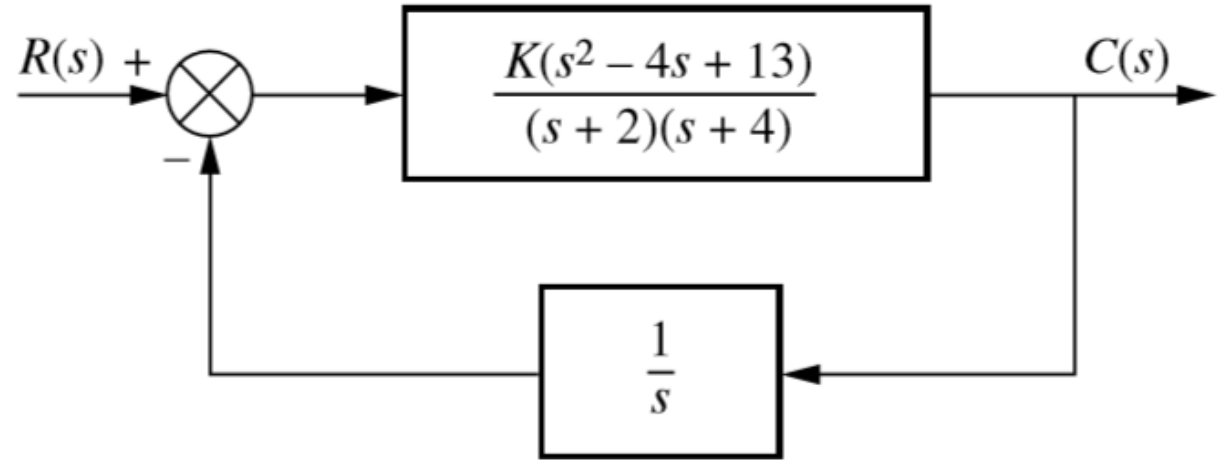 R(s) +
K(s² – 4s + 13)
(s + 2)(s + 4)
C(s)
–
1
s